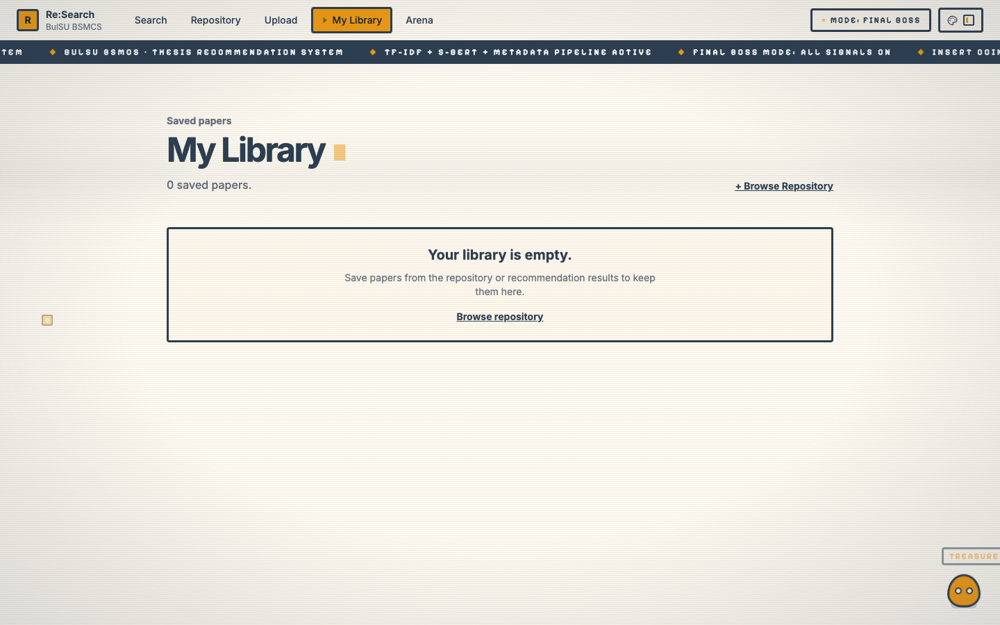 R
Re:Search
BulSU BSMCS
Search
Repository
Upload
My Library
Arena
MODE: FINAL BOSS
TEM ◆ BULSU BSMCS · THESIS RECOMMENDATION SYSTEM ◆ TF-IDF + S-BERT + METADATA PIPELINE ACTIVE ◆ FINAL BOSS MODE: ALL SIGNALS ON ◆ INSERT COIN
Saved papers
My Library
0 saved papers.
+ Browse Repository
Your library is empty.
Save papers from the repository or recommendation results to keep
them here.
Browse repository
TREASURE